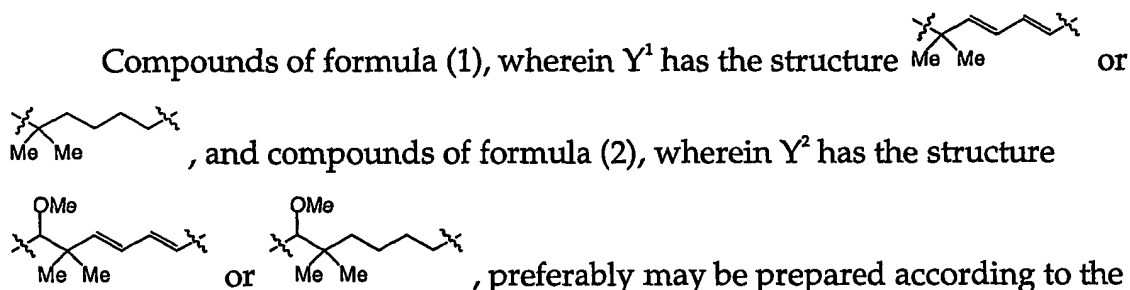 Compounds of formula (1), wherein Y¹ has the structure Me Me or
Me Me , and compounds of formula (2), wherein Y² has the structure
OMe OMe
Me Me or Me Me , preferably may be prepared according to the